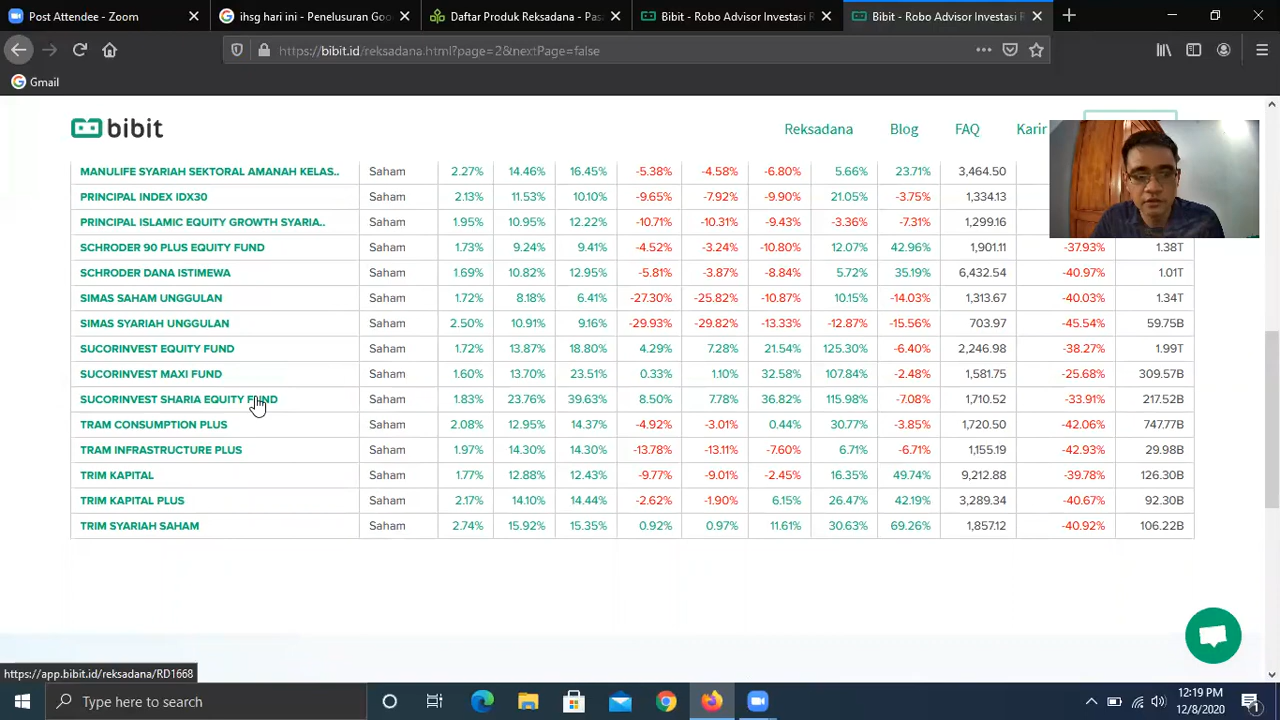 Post Attendee - Zoom
ihsg hari ini - Penelusuran Goo
Daftar Produk Reksadana - Pas
Bibit - Robo Advisor Investasi R
Bibit - Robo Advisor Investasi R
https://bibit.id/reksadana.html?page=2&nextPage=false
Gmail
bibit
Reksadana Blog FAQ Karir
MANULIFE SYARIAH SEKTORAL AMANAH KELAS.. Saham 2.27% 14.46% 16.45% -5.38% -4.58% -6.80% 5.66% 23.71% 3,464.50
PRINCIPAL INDEX IDX30 Saham 2.13% 11.53% 10.10% -9.65% -7.92% -9.90% 21.05% -3.75% 1,334.13
PRINCIPAL ISLAMIC EQUITY GROWTH SYARIA.. Saham 1.95% 10.95% 12.22% -10.71% -10.31% -9.43% -3.36% -7.31% 1,299.16
SCHRODER 90 PLUS EQUITY FUND Saham 1.73% 9.24% 9.41% -4.52% -3.24% -10.80% 12.07% 42.96% 1,901.11 -37.93% 1.38T
SCHRODER DANA ISTIMEWA Saham 1.69% 10.82% 12.95% -5.81% -3.87% -8.84% 5.72% 35.19% 6,432.54 -40.97% 1.01T
SIMAS SAHAM UNGGULAN Saham 1.72% 8.18% 6.41% -27.30% -25.82% -10.87% 10.15% -14.03% 1,313.67 -40.03% 1.34T
SIMAS SYARIAH UNGGULAN Saham 2.50% 10.91% 9.16% -29.93% -29.82% -13.33% -12.87% -15.56% 703.97 -45.54% 59.75B
SUCORINVEST EQUITY FUND Saham 1.72% 13.87% 18.80% 4.29% 7.28% 21.54% 125.30% -6.40% 2,246.98 -38.27% 1.99T
SUCORINVEST MAXI FUND Saham 1.60% 13.70% 23.51% 0.33% 1.10% 32.58% 107.84% -2.48% 1,581.75 -25.68% 309.57B
SUCORINVEST SHARIA EQUITY FUND Saham 1.83% 23.76% 39.63% 8.50% 7.78% 36.82% 115.98% -7.08% 1,710.52 -33.91% 217.52B
TRAM CONSUMPTION PLUS Saham 2.08% 12.95% 14.37% -4.92% -3.01% 0.44% 30.77% -3.85% 1,720.50 -42.06% 747.77B
TRAM INFRASTRUCTURE PLUS Saham 1.97% 14.30% 14.30% -13.78% -13.11% -7.60% 6.71% -6.71% 1,155.19 -42.93% 29.98B
TRIM KAPITAL Saham 1.77% 12.88% 12.43% -9.77% -9.01% -2.45% 16.35% 49.74% 9,212.88 -39.78% 126.30B
TRIM KAPITAL PLUS Saham 2.17% 14.10% 14.44% -2.62% -1.90% 6.15% 26.47% 42.19% 3,289.34 -40.67% 92.30B
TRIM SYARIAH SAHAM Saham 2.74% 15.92% 15.35% 0.92% 0.97% 11.61% 30.63% 69.26% 1,857.12 -40.92% 106.22B
https://app.bibit.id/reksadana/RD1668
Type here to search
12:19 PM
12/8/2020
1